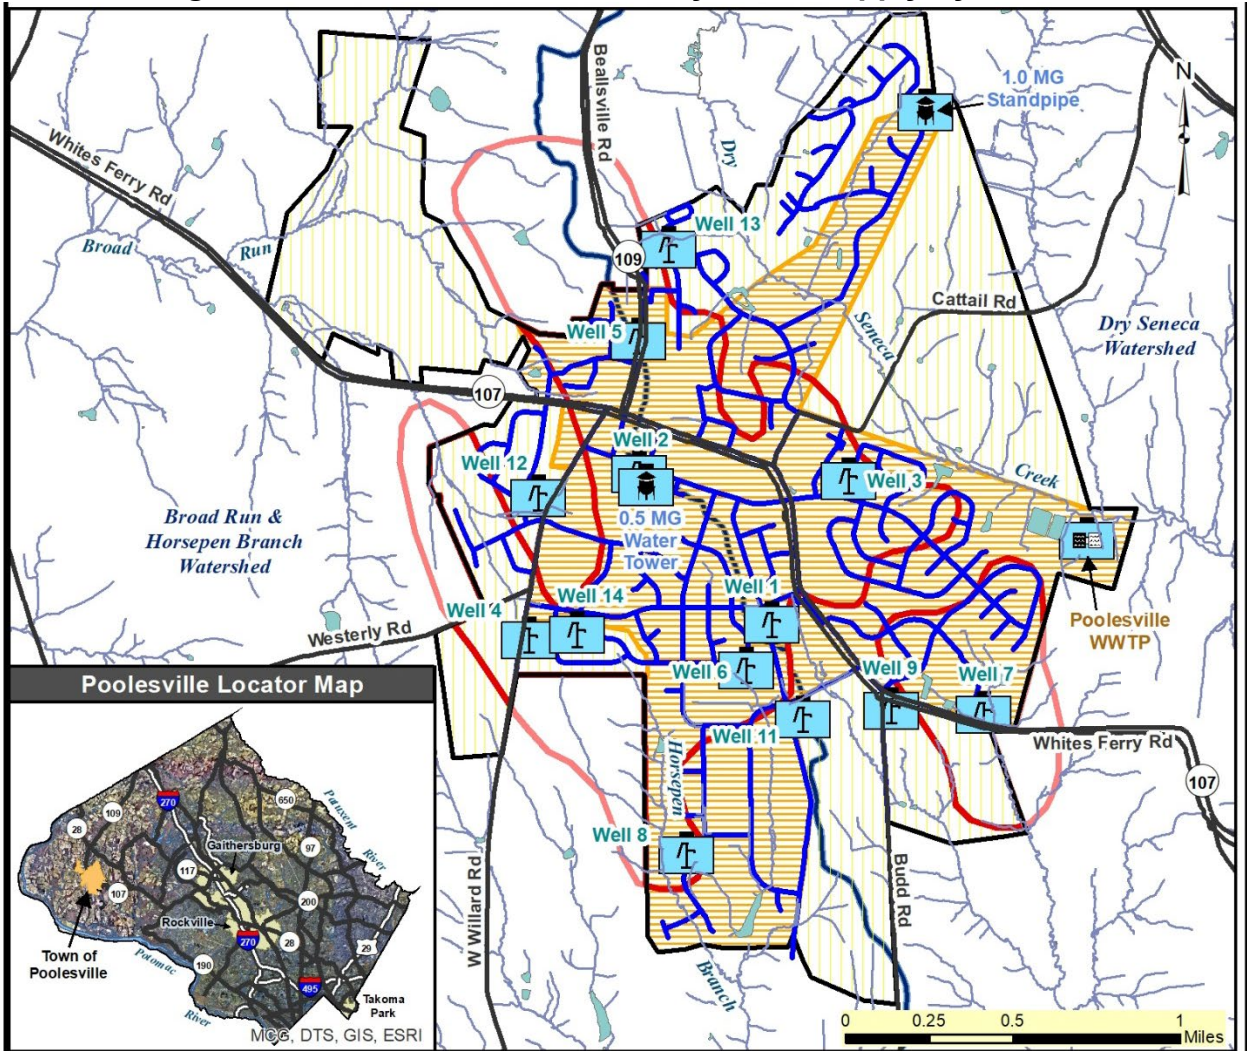 1.0 MG
Standpipe
N
Beallsville Rd
Whites Ferry Rd
Dry
Broad
Run
Well 13
109
Cattail Rd
Seneca
Dry Seneca
Watershed
Well 5
107
Well 2
Well 12
Well 3
Creek
Broad Run &
Horsepen Branch
Watershed
0.5 MG
Water
Tower
Well 1
Well 4
Well 14
Westerly Rd
Poolesville
WWTP
Well 6
Well 9
Well 7
Well 11
Whites Ferry Rd
107
Horsepen
Well 8
W Willard Rd
Budd Rd
Branch
0
0.25
0.5
1
Miles
Poolesville Locator Map
270
650
109
28
Patuxent
River
Gaithersburg
97
117
107
200
Rockville
270
28
29
Town of
Poolesville
Potomac
River
190
495
Takoma
Park
MCG, DTS, GIS, ESRI